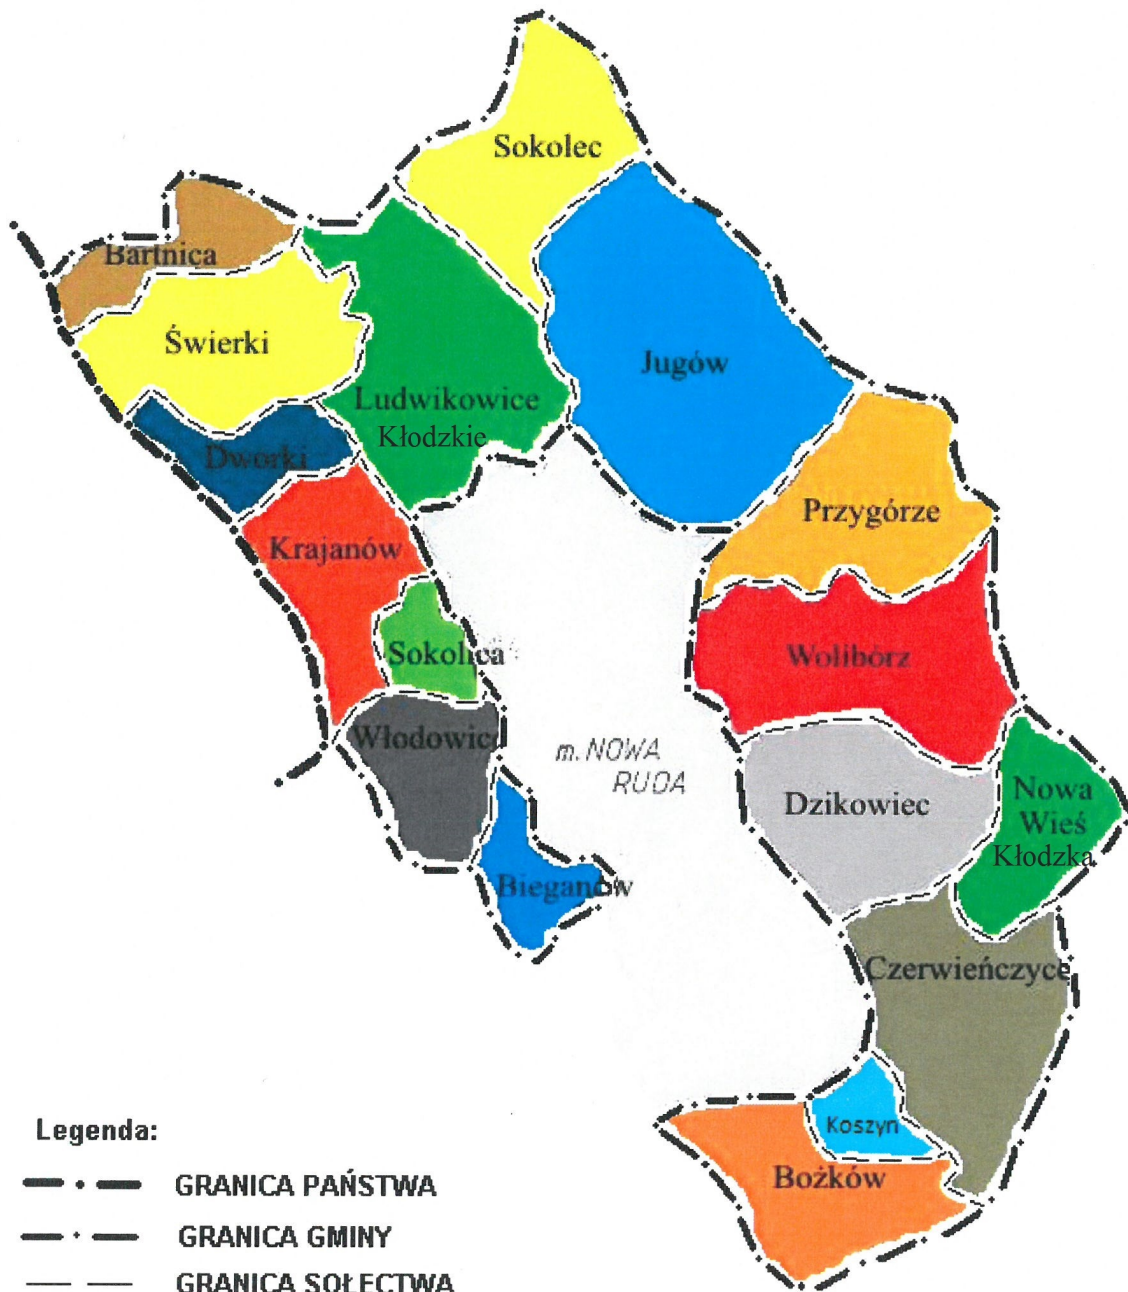 Sokolec
Bartnica
Świerki
Jugów
Ludwikowice
Kłodzkie
Dworki
Przygórze
Krajanów
Sokolica
Wolibórz
Włodowice
m. NOWA
RUDA
Dzikowiec
Nowa
Wieś
Kłodzka
Bieganów
Czerwieńczyce
Koszyn
Bożków
Legenda:
GRANICA PAŃSTWA
GRANICA GMINY
GRANICA SOŁECTWA